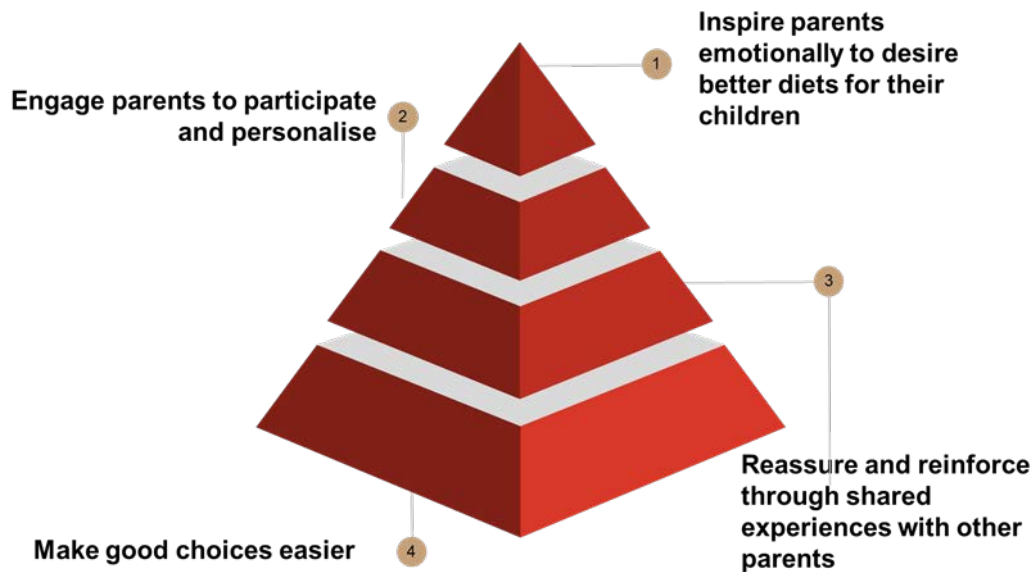 1
Inspire parents
emotionally to desire
better diets for their
children
2
Engage parents to participate
and personalise
3
Reassure and reinforce
through shared
experiences with other
parents
4
Make good choices easier